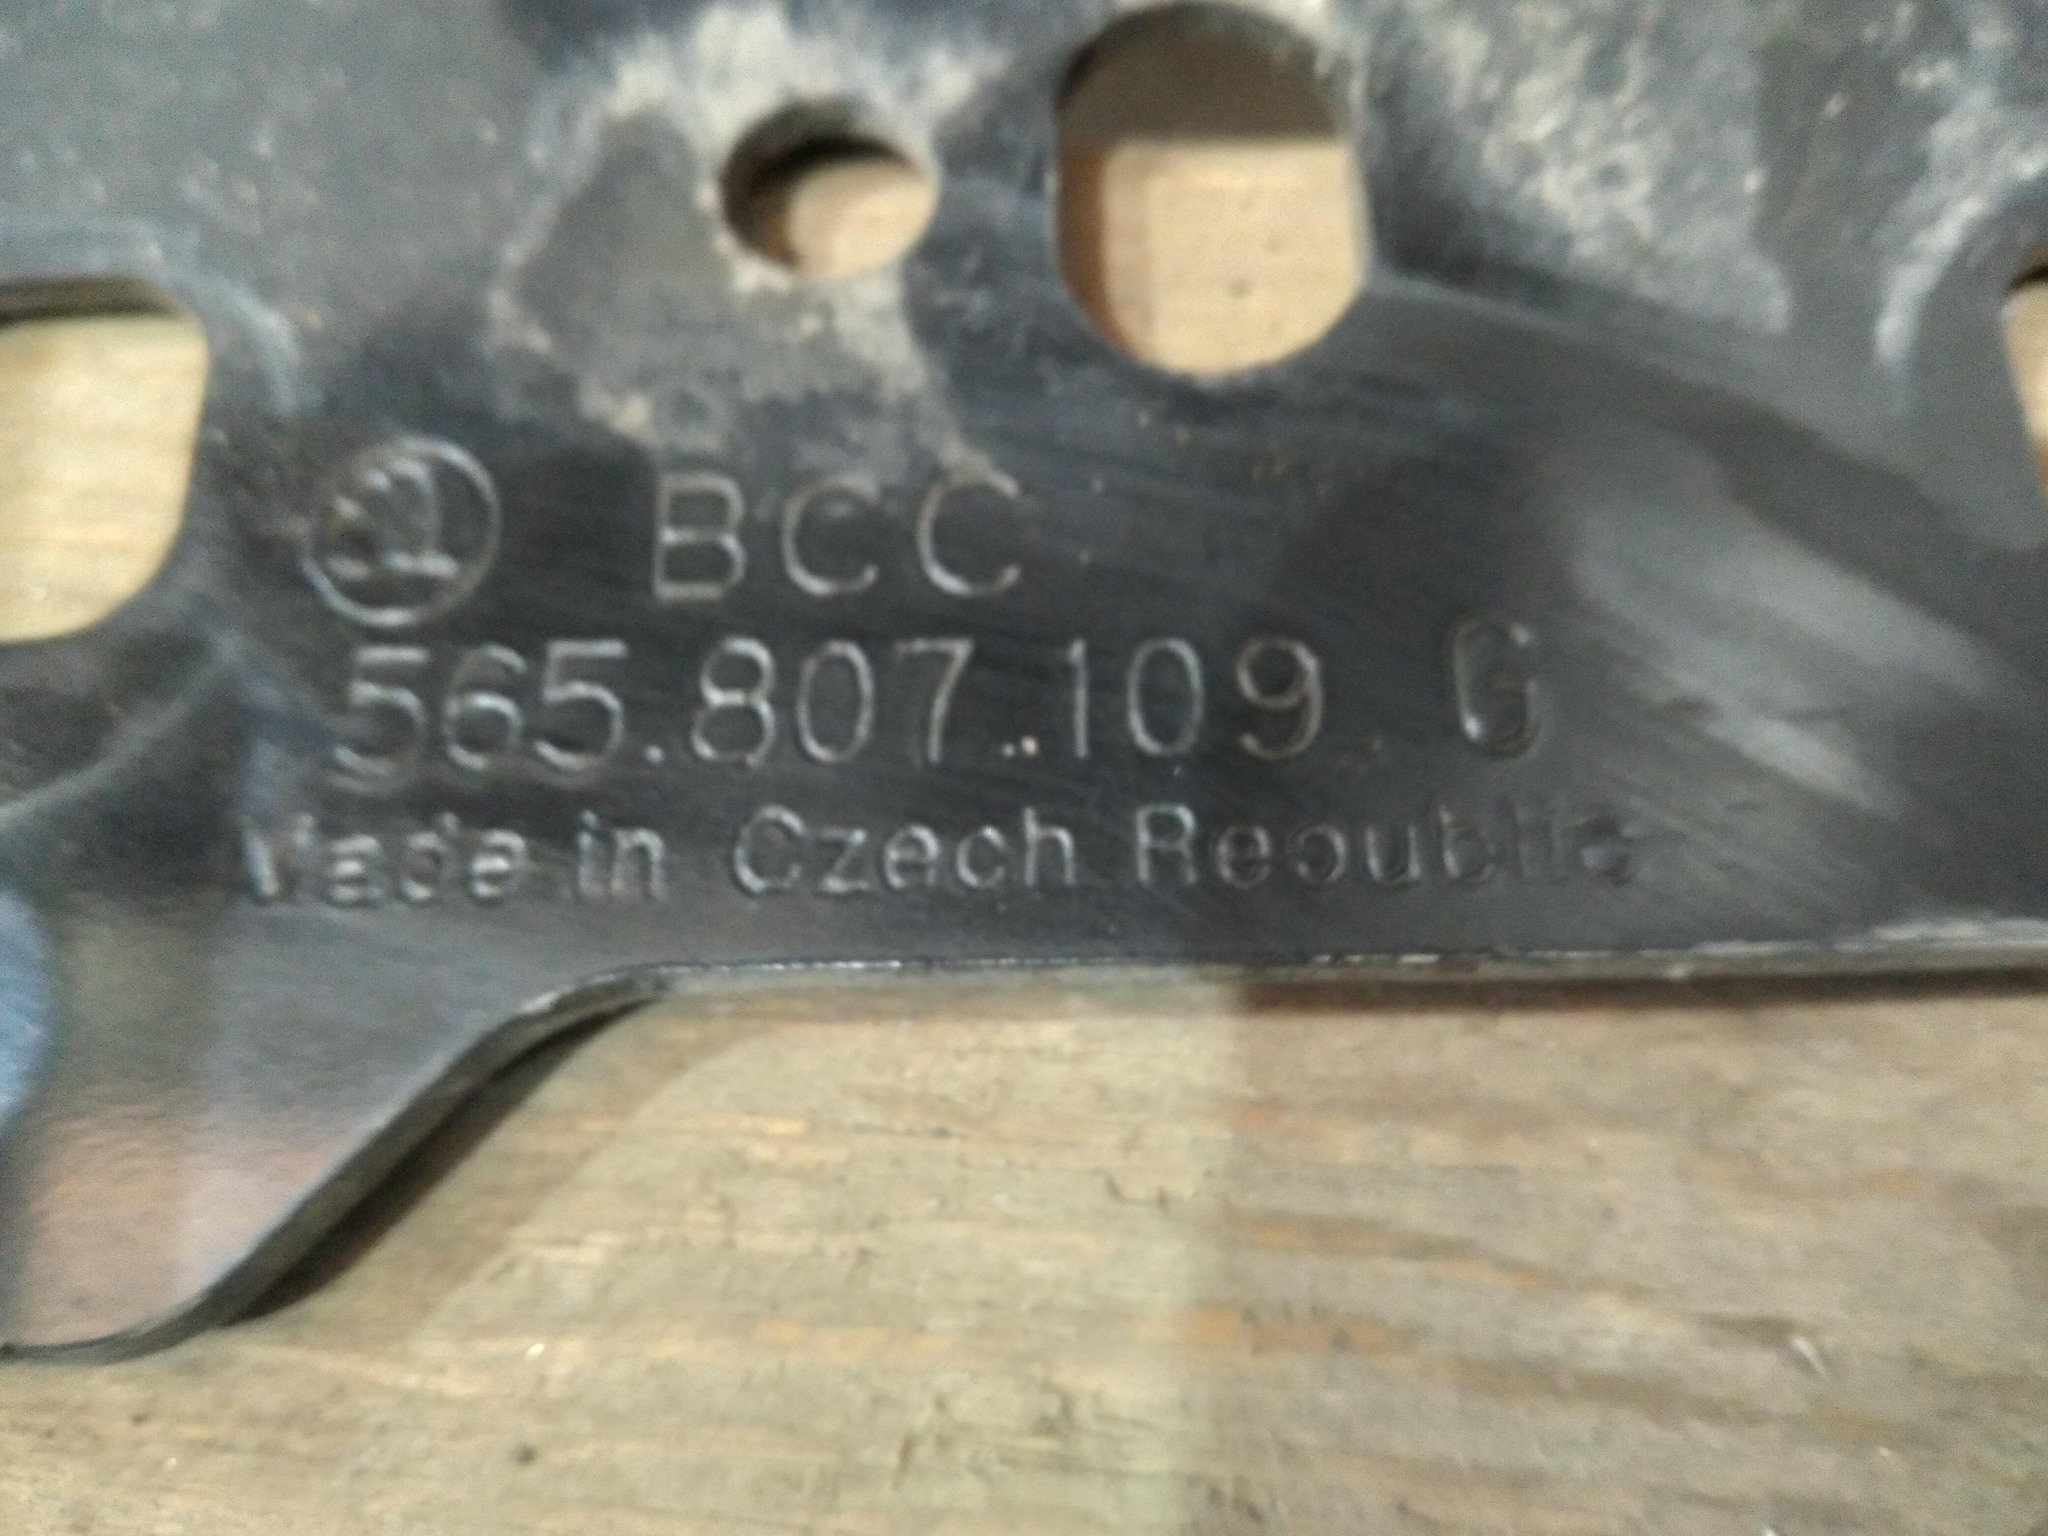 BCC
565.807.109 G
Made in Czech Republic